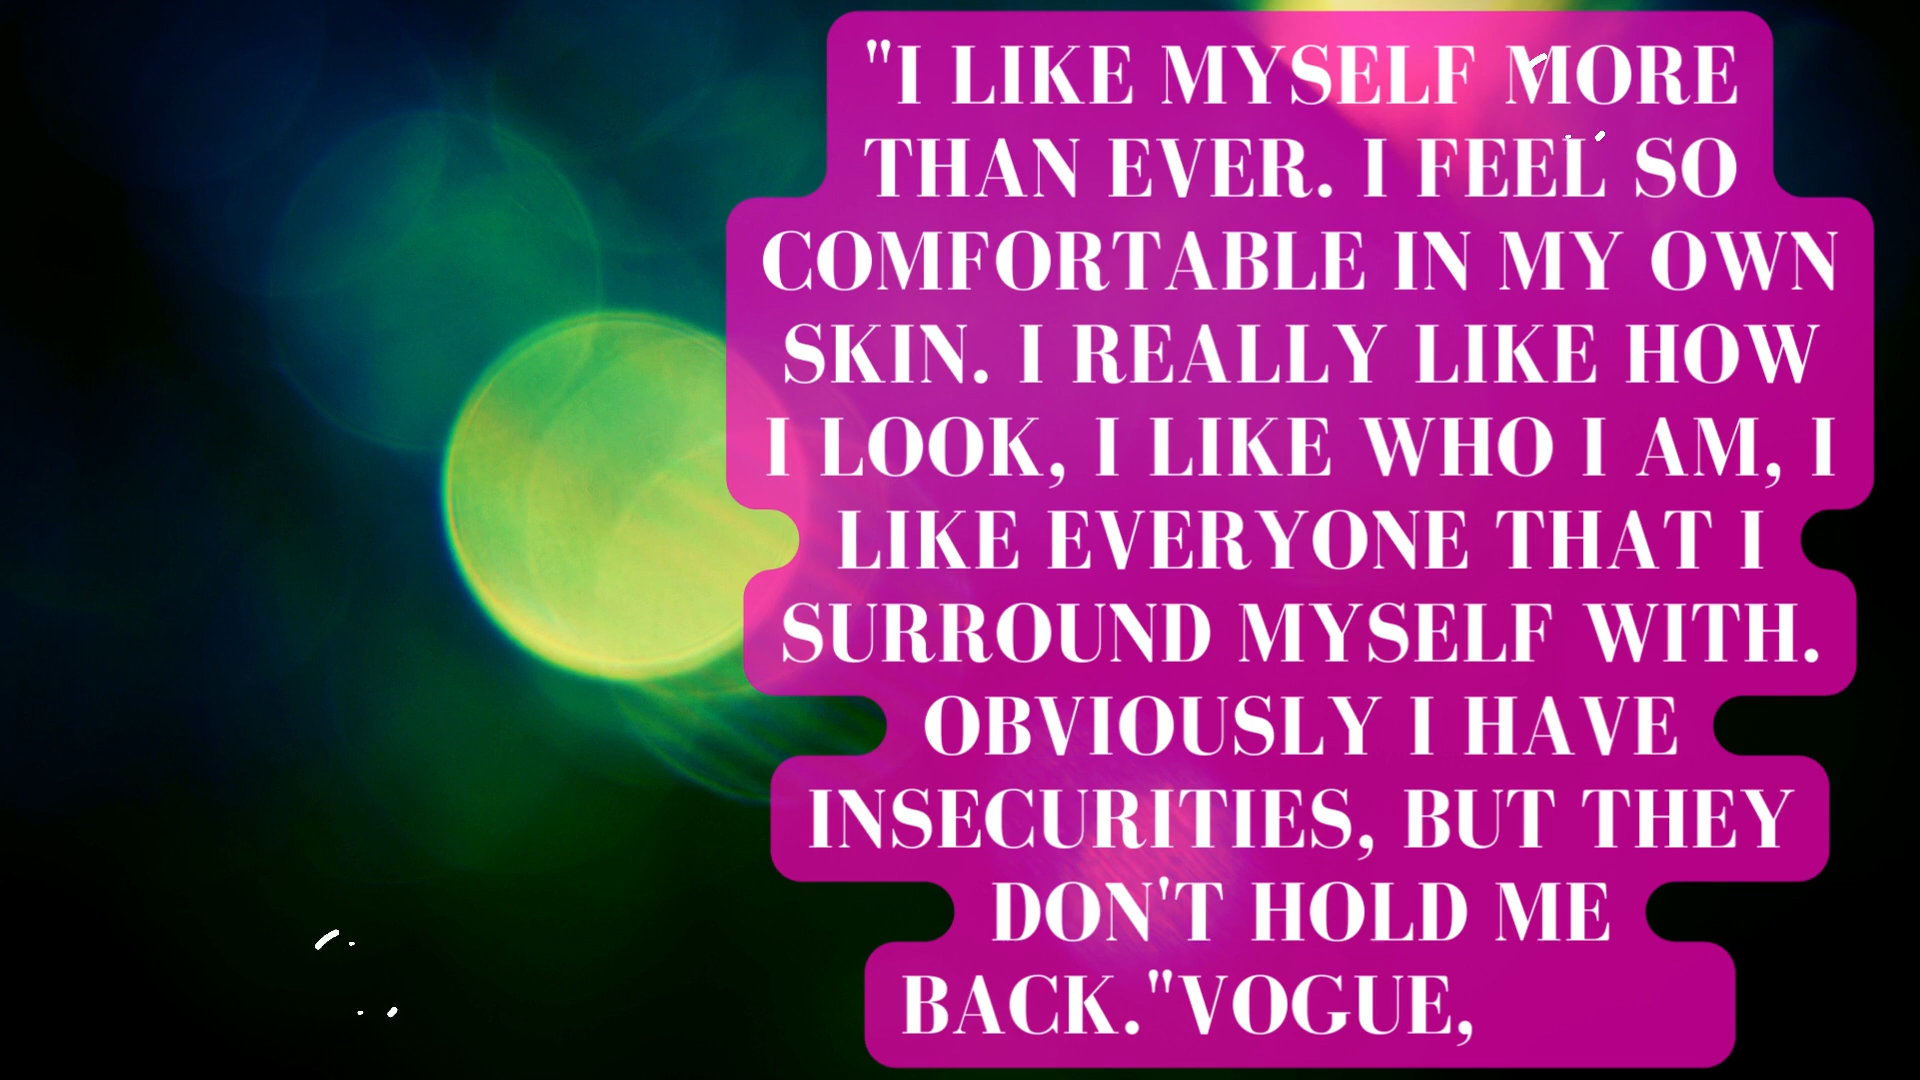 "I LIKE MYSELF MORE
THAN EVER. I FEEL SO
COMFORTABLE IN MY OWN
SKIN. I REALLY LIKE HOW
I LOOK, I LIKE WHO I AM, I
LIKE EVERYONE THAT I
SURROUND MYSELF WITH.
OBVIOUSLY I HAVE
INSECURITIES, BUT THEY
DON'T HOLD ME
BACK."VOGUE,